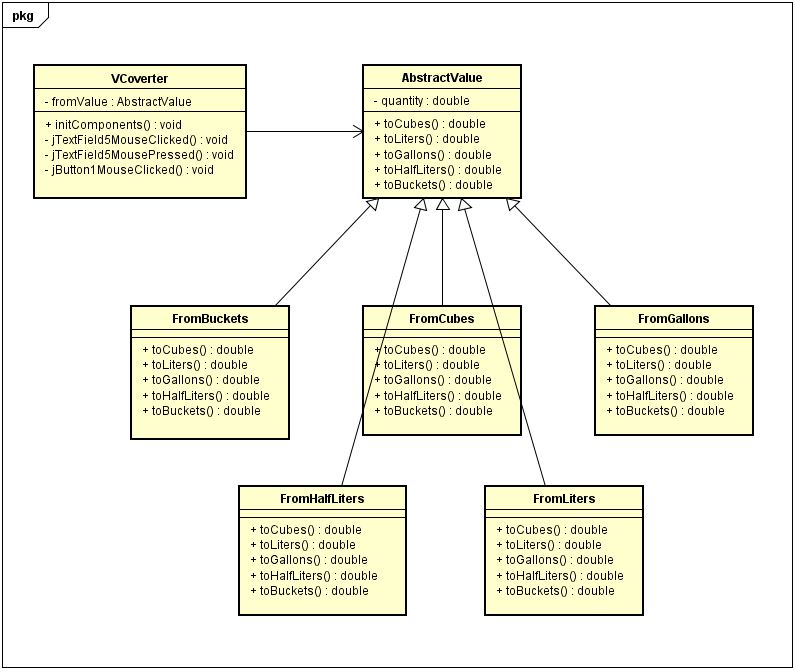 pkg
VCoverter
- fromValue : AbstractValue
+ initComponents() : void
- jTextField5MouseClicked() : void
- jTextField5MousePressed() : void
- jButton1MouseClicked() : void
AbstractValue
- quantity : double
+ toCubes() : double
+ toLiters() : double
+ toGallons() : double
+ toHalfLiters() : double
+ toBuckets() : double
FromBuckets
+ toCubes() : double
+ toLiters() : double
+ toGallons() : double
+ toHalfLiters() : double
+ toBuckets() : double
FromCubes
+ toCubes() : double
+ toLiters() : double
+ toGallons() : double
+ toHalfLiters() : double
+ toBuckets() : double
FromGallons
+ toCubes() : double
+ toLiters() : double
+ toGallons() : double
+ toHalfLiters() : double
+ toBuckets() : double
FromHalfLiters
+ toCubes() : double
+ toLiters() : double
+ toGallons() : double
+ toHalfLiters() : double
+ toBuckets() : double
FromLiters
+ toCubes() : double
+ toLiters() : double
+ toGallons() : double
+ toHalfLiters() : double
+ toBuckets() : double